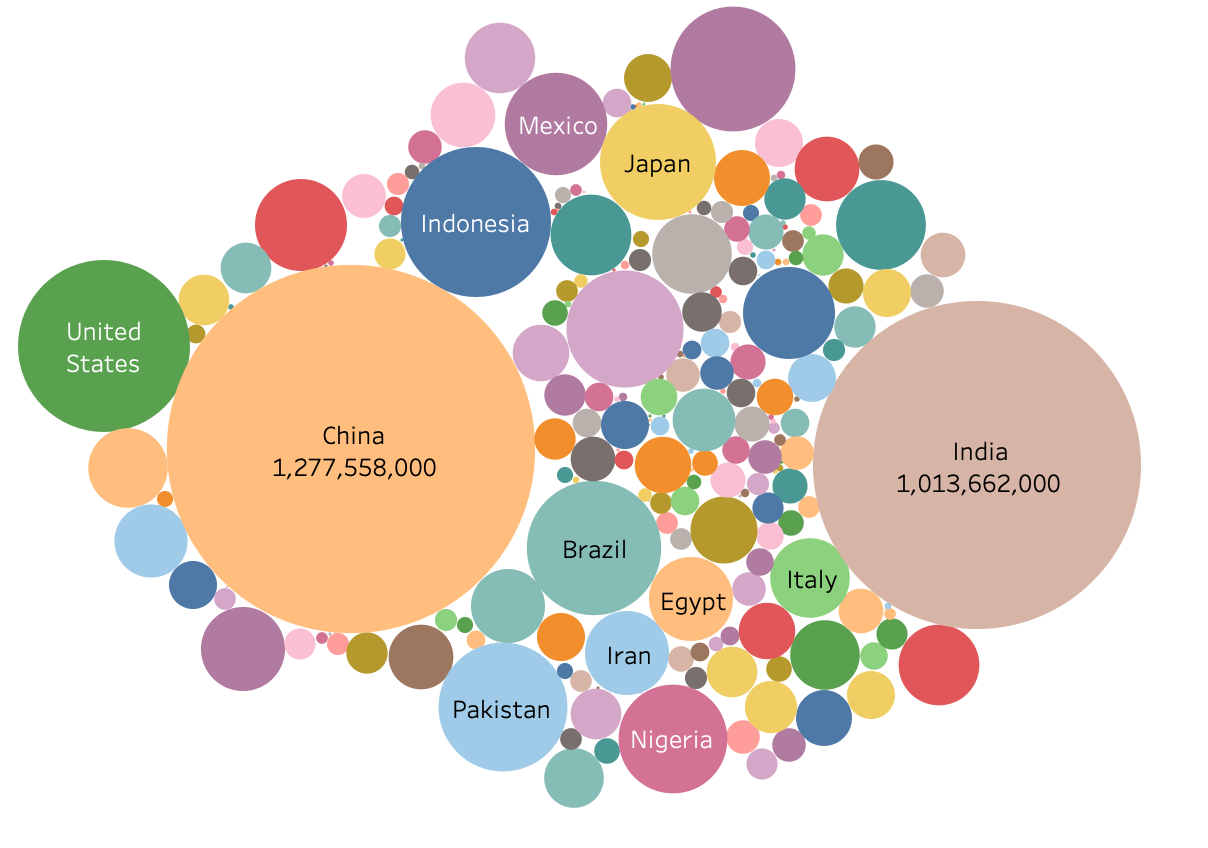 Mexico
Japan
Indonesia
United
States
China
1,277,558,000
India
1,013,662,000
Brazil
Italy
Egypt
Iran
Pakistan
Nigeria